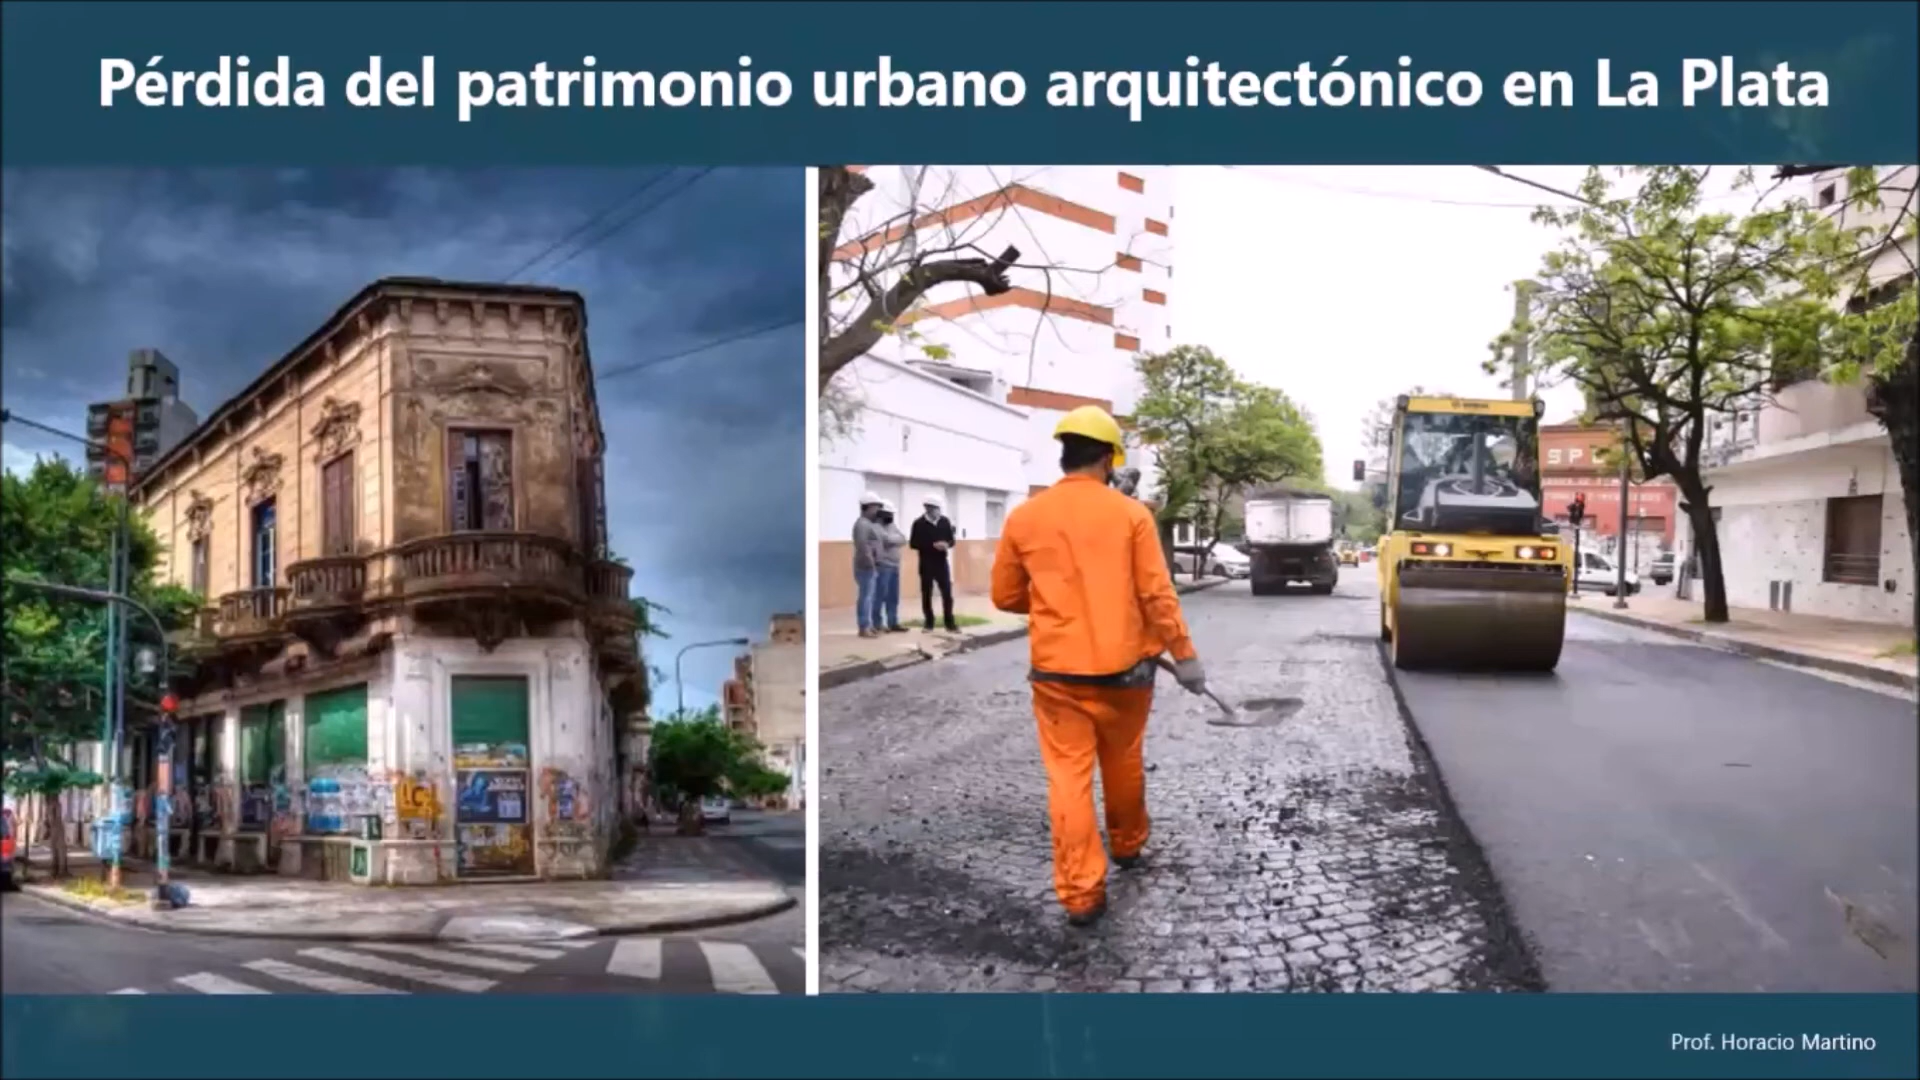 Pérdida del patrimonio urbano arquitectónico en La Plata
Prof. Horacio Martino